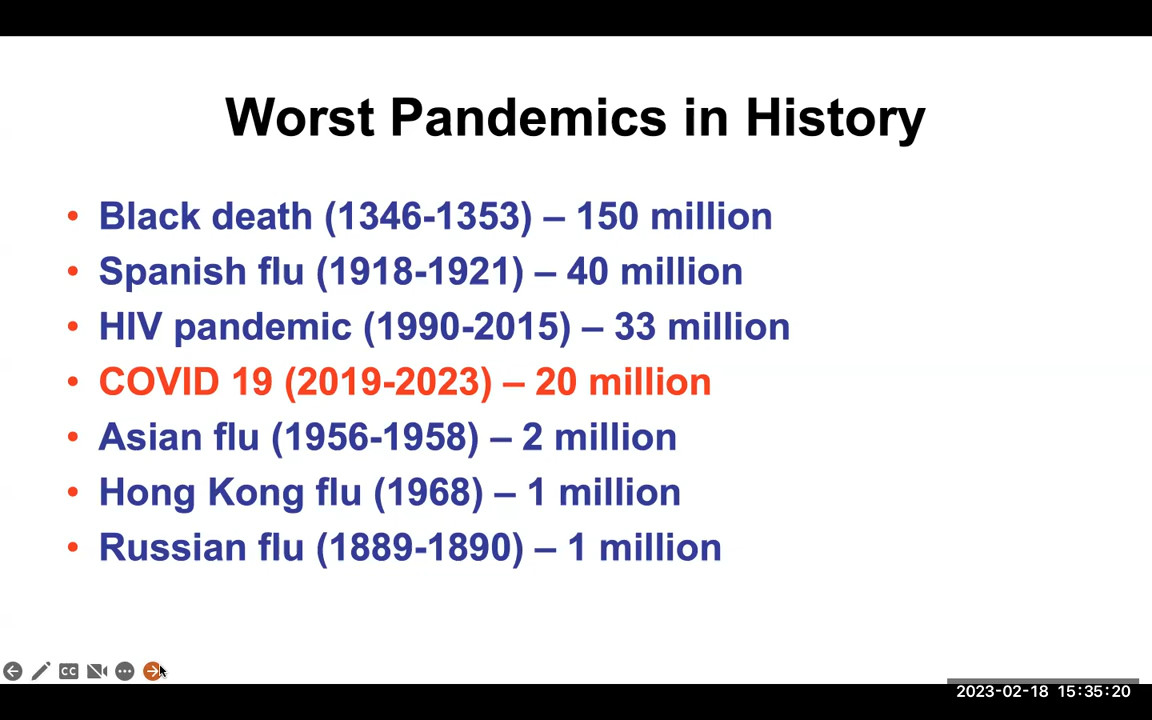 Worst Pandemics in History
• Black death (1346-1353) – 150 million
• Spanish flu (1918-1921) – 40 million
• HIV pandemic (1990-2015) – 33 million
• COVID 19 (2019-2023) – 20 million
• Asian flu (1956-1958) – 2 million
• Hong Kong flu (1968) – 1 million
• Russian flu (1889-1890) – 1 million
CC
2023-02-18 15:35:20